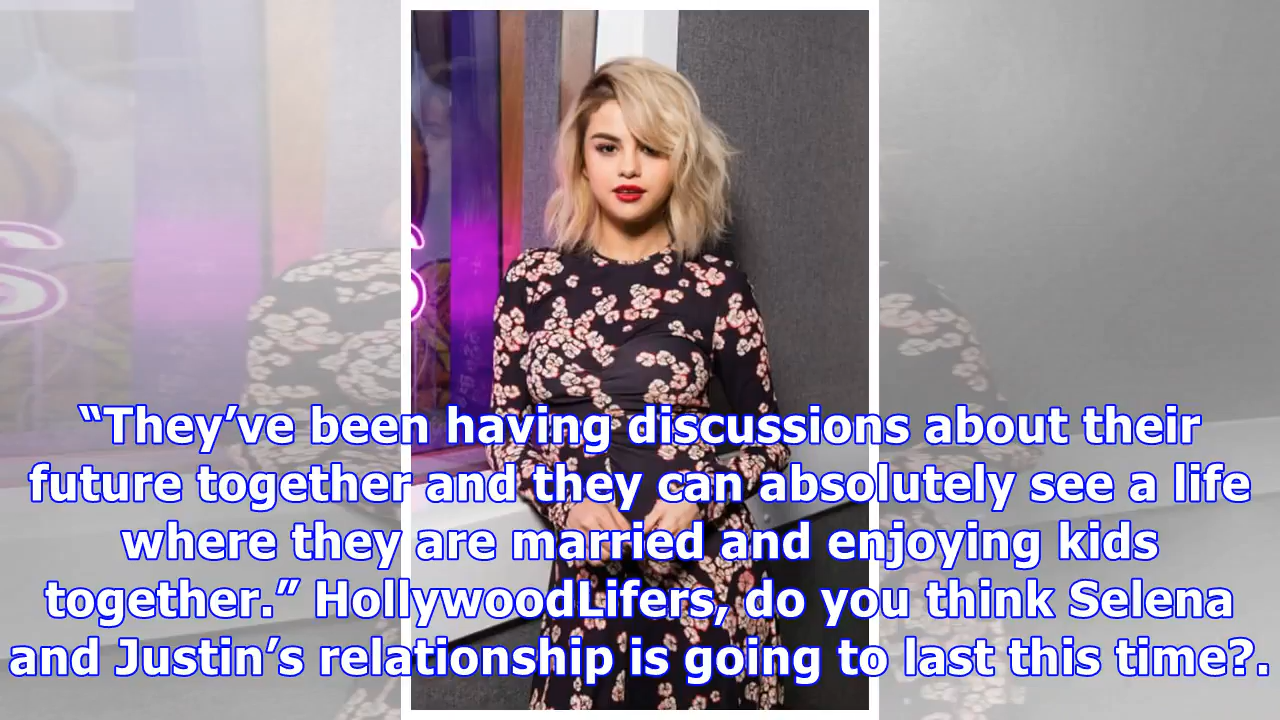 “They’ve been having discussions about their
future together and they can absolutely see a life
where they are married and enjoying kids
together.” HollywoodLifers, do you think Selena
and Justin’s relationship is going to last this time?.